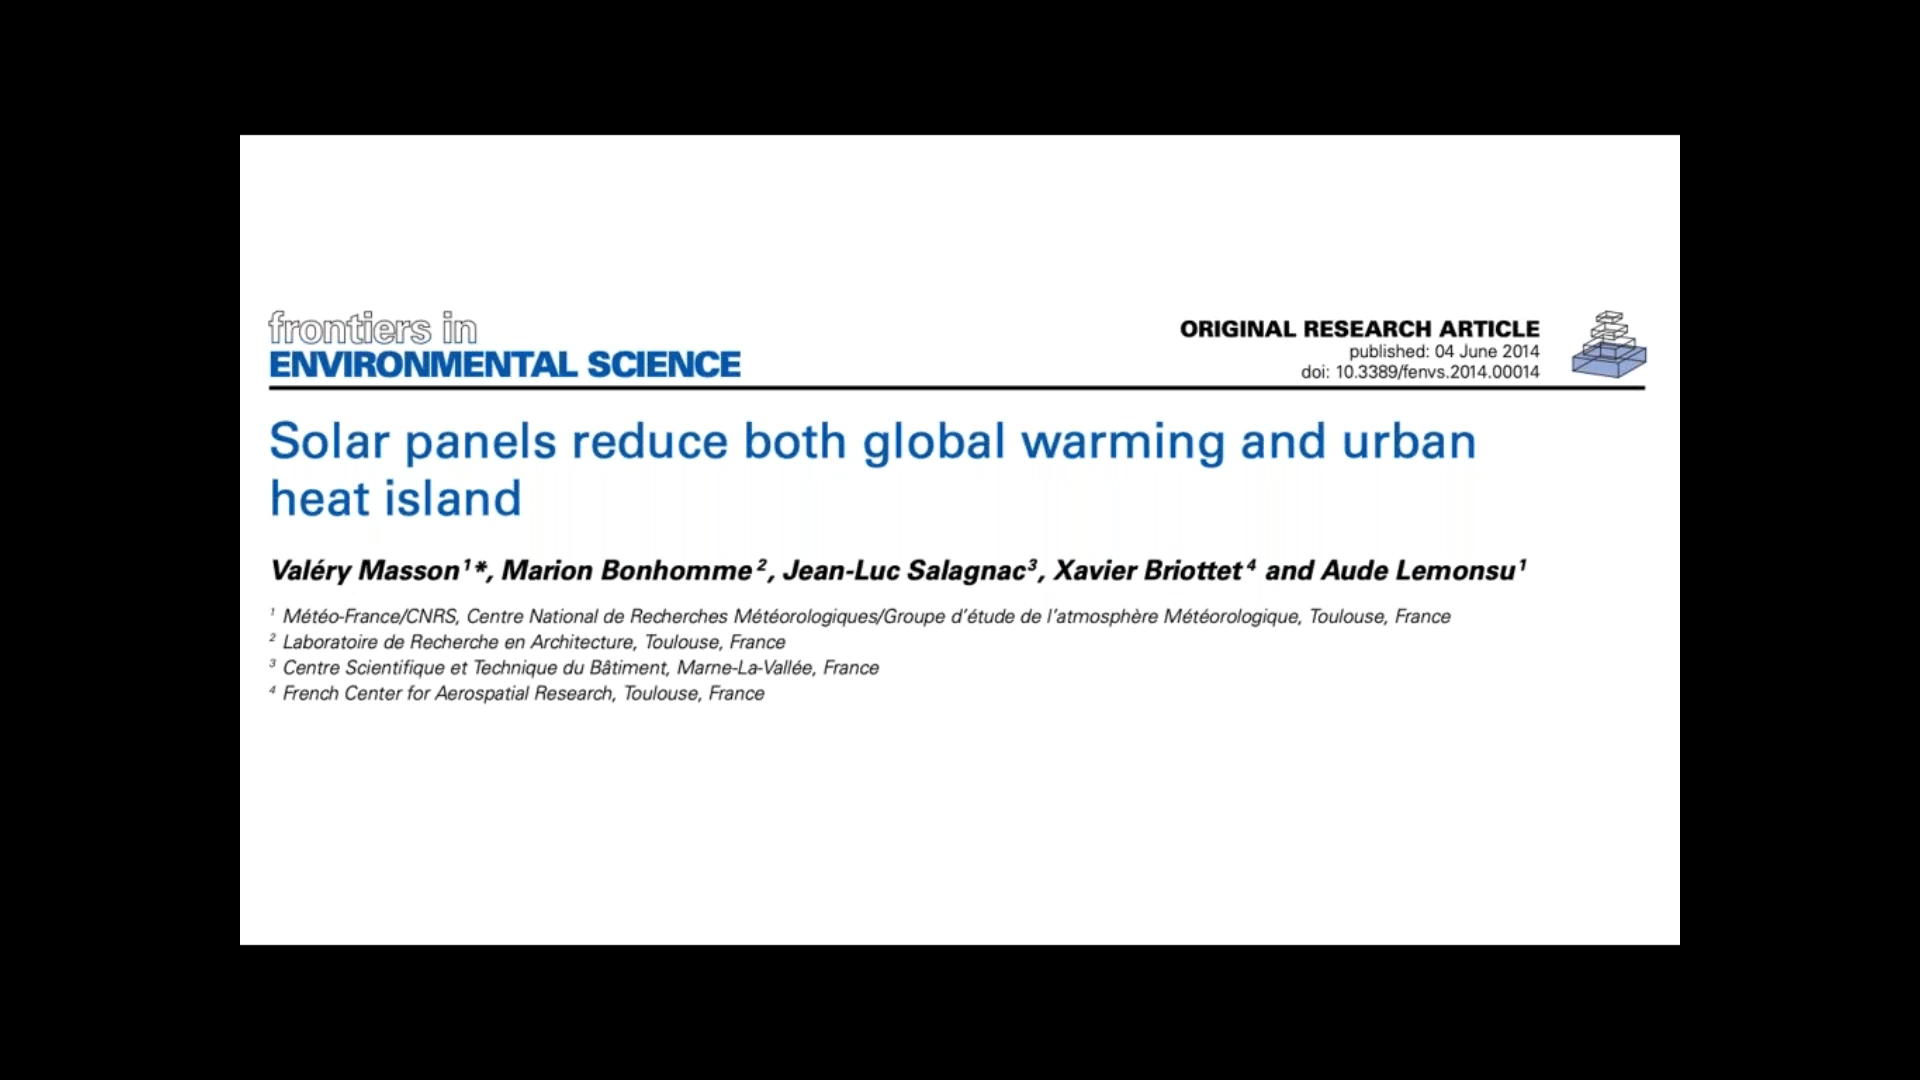 frontiers in
ENVIRONMENTAL SCIENCE
ORIGINAL RESEARCH ARTICLE
published: 04 June 2014
doi: 10.3389/fenvs.2014.00014
Solar panels reduce both global warming and urban
heat island
Valéry Masson¹*, Marion Bonhomme², Jean-Luc Salagnac³, Xavier Briottet⁴ and Aude Lemonsu¹
¹ Météo-France/CNRS, Centre National de Recherches Météorologiques/Groupe d'étude de l'atmosphère Météorologique, Toulouse, France
² Laboratoire de Recherche en Architecture, Toulouse, France
³ Centre Scientifique et Technique du Bâtiment, Marne-La-Vallée, France
⁴ French Center for Aerospatial Research, Toulouse, France